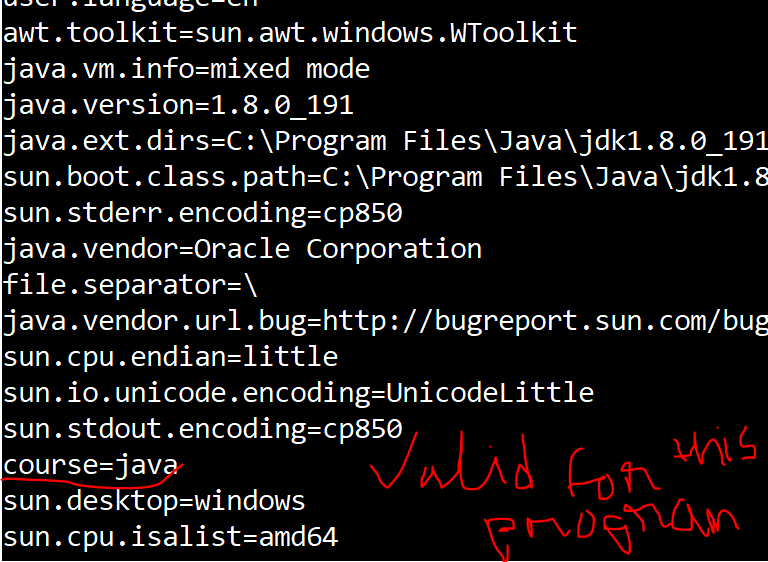 user.language=en
awt.toolkit=sun.awt.windows.WToolkit
java.vm.info=mixed mode
java.version=1.8.0_191
java.ext.dirs=C:\Program Files\Java\jdk1.8.0_191
sun.boot.class.path=C:\Program Files\Java\jdk1.8
sun.stderr.encoding=cp850
java.vendor=Oracle Corporation
file.separator=\
java.vendor.url.bug=http://bugreport.sun.com/bug
sun.cpu.endian=little
sun.io.unicode.encoding=UnicodeLittle
sun.stdout.encoding=cp850
course=java
sun.desktop=windows
sun.cpu.isalist=amd64
valid for this
program